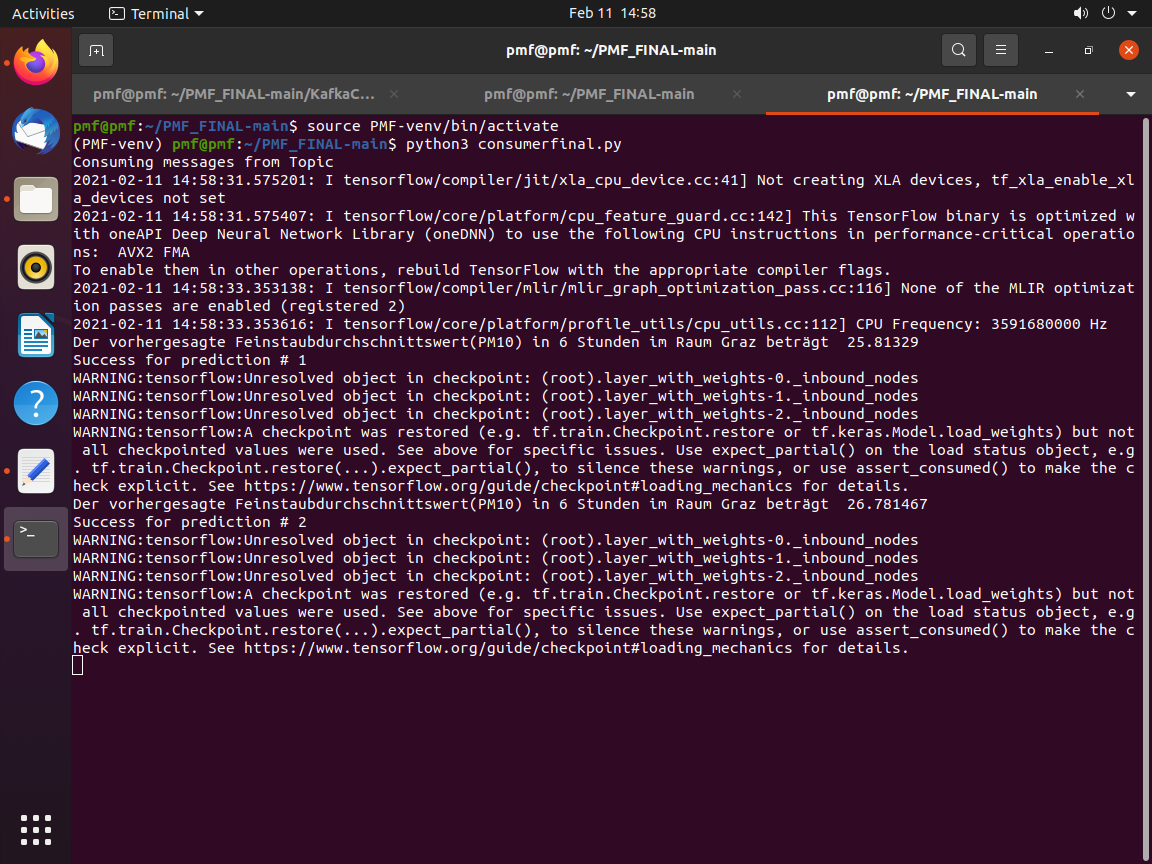 Activities
Terminal
Feb 11 14:58
pmf@pmf: ~/PMF_FINAL-main
pmf@pmf: ~/PMF_FINAL-main/KafkaC...
pmf@pmf: ~/PMF_FINAL-main
pmf@pmf: ~/PMF_FINAL-main
pmf@pmf:~/PMF_FINAL-main$ source PMF-venv/bin/activate
(PMF-venv) pmf@pmf:~/PMF_FINAL-main$ python3 consumerfinal.py
Consuming messages from Topic
2021-02-11 14:58:31.575201: I tensorflow/compiler/jit/xla_cpu_device.cc:41] Not creating XLA devices, tf_xla_enable_xl
a_devices not set
2021-02-11 14:58:31.575407: I tensorflow/core/platform/cpu_feature_guard.cc:142] This TensorFlow binary is optimized w
ith oneAPI Deep Neural Network Library (oneDNN) to use the following CPU instructions in performance-critical operatio
ns:  AVX2 FMA
To enable them in other operations, rebuild TensorFlow with the appropriate compiler flags.
2021-02-11 14:58:33.353138: I tensorflow/compiler/mlir/mlir_graph_optimization_pass.cc:116] None of the MLIR optimizat
ion passes are enabled (registered 2)
2021-02-11 14:58:33.353616: I tensorflow/core/platform/profile_utils/cpu_utils.cc:112] CPU Frequency: 3591680000 Hz
Der vorhergesagte Feinstaubdurchschnittswert(PM10) in 6 Stunden im Raum Graz beträgt  25.81329
Success for prediction # 1
WARNING:tensorflow:Unresolved object in checkpoint: (root).layer_with_weights-0._inbound_nodes
WARNING:tensorflow:Unresolved object in checkpoint: (root).layer_with_weights-1._inbound_nodes
WARNING:tensorflow:Unresolved object in checkpoint: (root).layer_with_weights-2._inbound_nodes
WARNING:tensorflow:A checkpoint was restored (e.g. tf.train.Checkpoint.restore or tf.keras.Model.load_weights) but not
 all checkpointed values were used. See above for specific issues. Use expect_partial() on the load status object, e.g
. tf.train.Checkpoint.restore(...).expect_partial(), to silence these warnings, or use assert_consumed() to make the c
heck explicit. See https://www.tensorflow.org/guide/checkpoint#loading_mechanics for details.
Der vorhergesagte Feinstaubdurchschnittswert(PM10) in 6 Stunden im Raum Graz beträgt  26.781467
Success for prediction # 2
WARNING:tensorflow:Unresolved object in checkpoint: (root).layer_with_weights-0._inbound_nodes
WARNING:tensorflow:Unresolved object in checkpoint: (root).layer_with_weights-1._inbound_nodes
WARNING:tensorflow:Unresolved object in checkpoint: (root).layer_with_weights-2._inbound_nodes
WARNING:tensorflow:A checkpoint was restored (e.g. tf.train.Checkpoint.restore or tf.keras.Model.load_weights) but not
 all checkpointed values were used. See above for specific issues. Use expect_partial() on the load status object, e.g
. tf.train.Checkpoint.restore(...).expect_partial(), to silence these warnings, or use assert_consumed() to make the c
heck explicit. See https://www.tensorflow.org/guide/checkpoint#loading_mechanics for details.